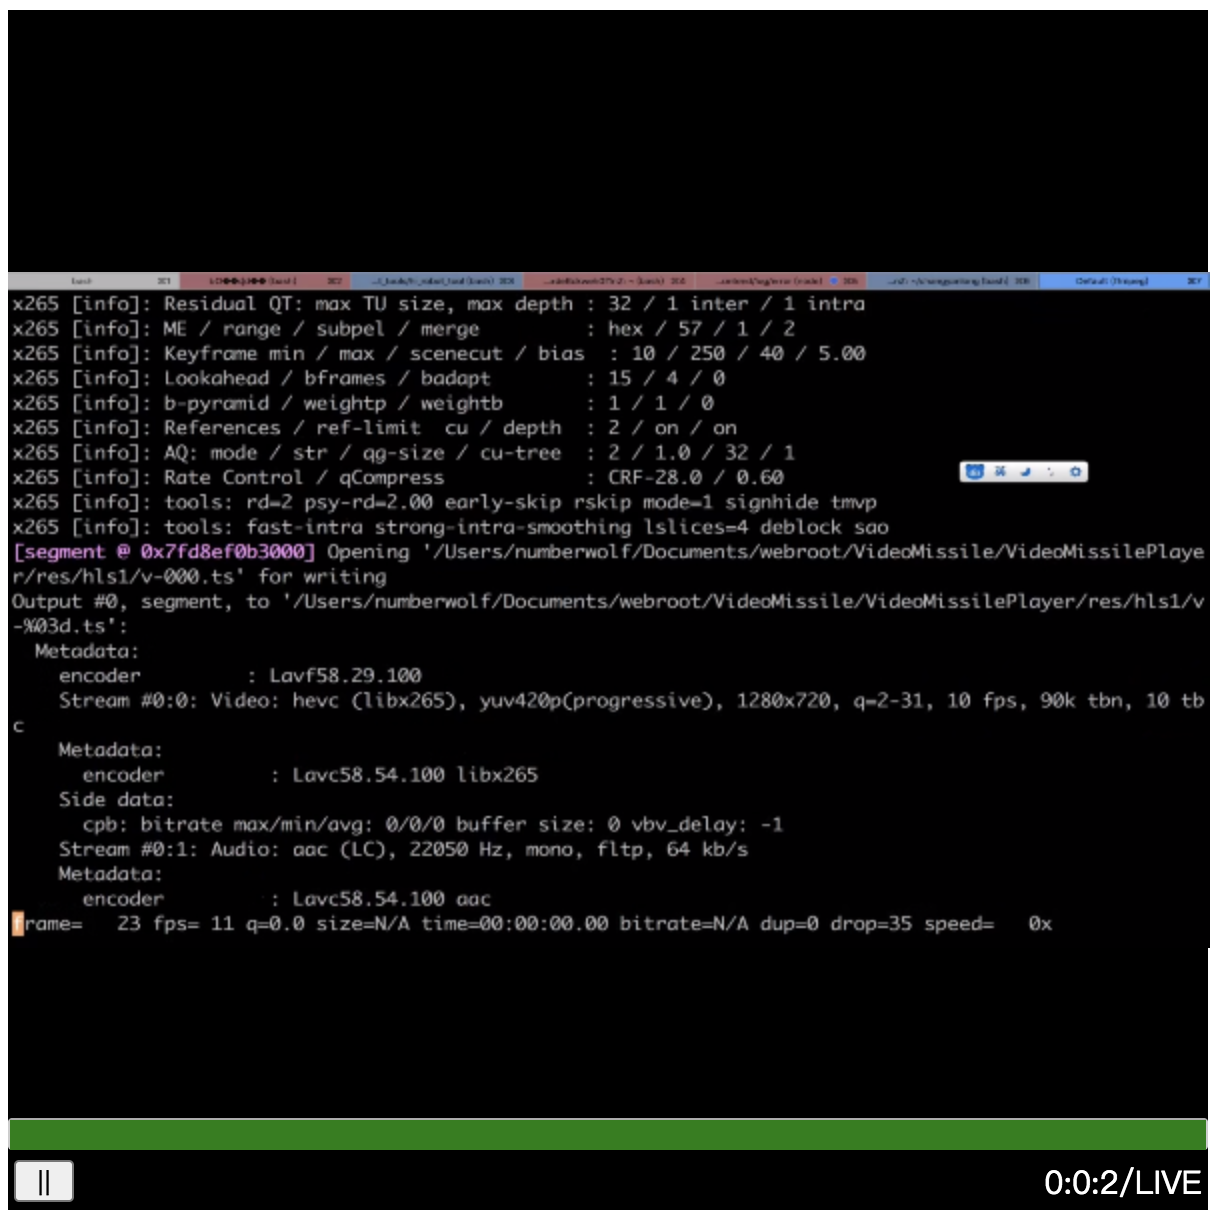 bash
x265 [info]: Residual QT: max TU size, max depth : 32 / 1 inter / 1 intra
x265 [info]: ME / range / subpel / merge         : hex / 57 / 1 / 2
x265 [info]: Keyframe min / max / scenecut / bias  : 10 / 250 / 40 / 5.00
x265 [info]: Lookahead / bframes / badapt        : 15 / 4 / 0
x265 [info]: b-pyramid / weightp / weightb       : 1 / 1 / 0
x265 [info]: References / ref-limit  cu / depth  : 2 / on / on
x265 [info]: AQ: mode / str / qg-size / cu-tree  : 2 / 1.0 / 32 / 1
x265 [info]: Rate Control / qCompress            : CRF-28.0 / 0.60
x265 [info]: tools: rd=2 psy-rd=2.00 early-skip rskip mode=1 signhide tmvp
x265 [info]: tools: fast-intra strong-intra-smoothing lslices=4 deblock sao
[segment @ 0x7fd8ef0b3000] Opening '/Users/numberwolf/Documents/webroot/VideoMissile/VideoMissilePlaye
r/res/hls1/v-000.ts' for writing
Output #0, segment, to '/Users/numberwolf/Documents/webroot/VideoMissile/VideoMissilePlayer/res/hls1/v
-%03d.ts':
  Metadata:
    encoder         : Lavf58.29.100
    Stream #0:0: Video: hevc (libx265), yuv420p(progressive), 1280x720, q=2-31, 10 fps, 90k tbn, 10 tb
c
    Metadata:
      encoder         : Lavc58.54.100 libx265
    Side data:
      cpb: bitrate max/min/avg: 0/0/0 buffer size: 0 vbv_delay: -1
    Stream #0:1: Audio: aac (LC), 22050 Hz, mono, fltp, 64 kb/s
    Metadata:
      encoder         : Lavc58.54.100 aac
frame=   23 fps= 11 q=0.0 size=N/A time=00:00:00.00 bitrate=N/A dup=0 drop=35 speed=   0x
0:0:2/LIVE